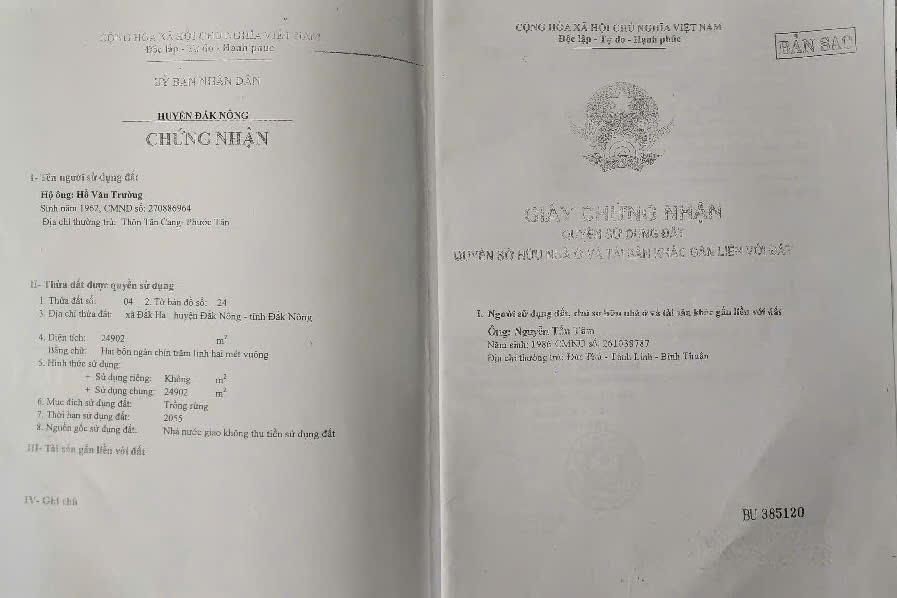 CỘNG HÒA XÃ HỘI CHỦ NGHĨA VIỆT NAM
Độc lập - Tự do - Hạnh phúc
ỦY BAN NHÂN DÂN
HUYỆN ĐĂK NÔNG
CHỨNG NHẬN
I- Tên người sử dụng đất
Hộ ông: Hồ Văn Trường
Sinh năm 1962, CMND số: 270886964
Địa chỉ thường trú: Thôn Tân Cang- Phước Tân
II- Thửa đất được quyền sử dụng
1. Thửa đất số: 04 2. Tờ bản đồ số: 24
3. Địa chỉ thửa đất: xã Đăk Ha huyện Đăk Nông - tỉnh Đăk Nông
4. Diện tích: 24902 m2
Bằng chữ: Hai bốn ngàn chín trăm linh hai mét vuông
5. Hình thức sử dụng:
+ Sử dụng riêng: Không m2
+ Sử dụng chung: 24902 m2
6. Mục đích sử dụng đất: Trồng rừng
7. Thời hạn sử dụng đất: 2055
8. Nguồn gốc sử dụng đất: Nhà nước giao không thu tiền sử dụng đất
III- Tài sản gắn liền với đất
IV- Ghi chú
CỘNG HÒA XÃ HỘI CHỦ NGHĨA VIỆT NAM
Độc lập - Tự do - Hạnh phúc
BẢN SAO
GIẤY CHỨNG NHẬN
QUYỀN SỬ DỤNG ĐẤT
QUYỀN SỞ HỮU NHÀ Ở VÀ TÀI SẢN KHÁC GẮN LIỀN VỚI ĐẤT
I. Người sử dụng đất, chủ sở hữu nhà ở và tài sản khác gắn liền với đất
Ông: Nguyễn Tấn Tâm
Năm sinh: 1986 CMND số: 261038787
Địa chỉ thường trú: Đức Phú - Tánh Linh - Bình Thuận
BU 385120